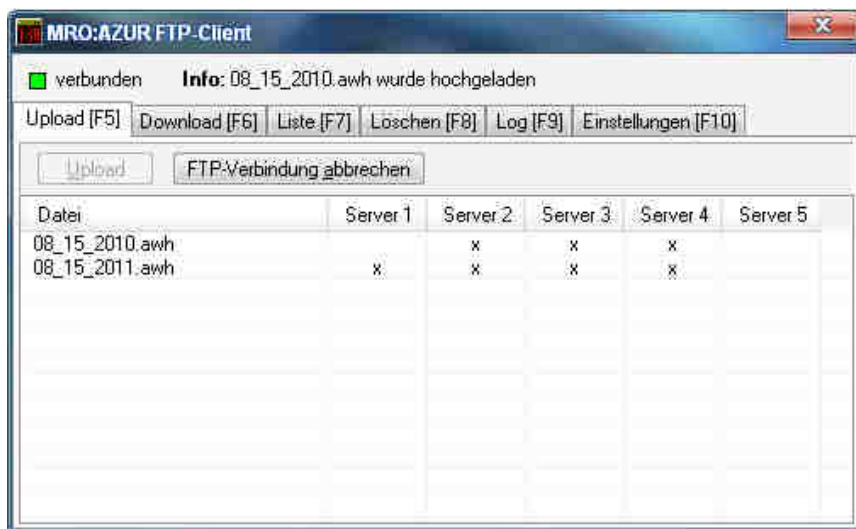 MRO:AZUR FTP-Client
verbunden Info: 08_15_2010.awh wurde hochgeladen
Upload [F5] Download [F6] Liste [F7] Löschen [F8] Log [F9] Einstellungen [F10]
Upload FTP-Verbindung abbrechen
Datei Server 1 Server 2 Server 3 Server 4 Server 5
08_15_2010.awh x x x
08_15_2011.awh x x x x